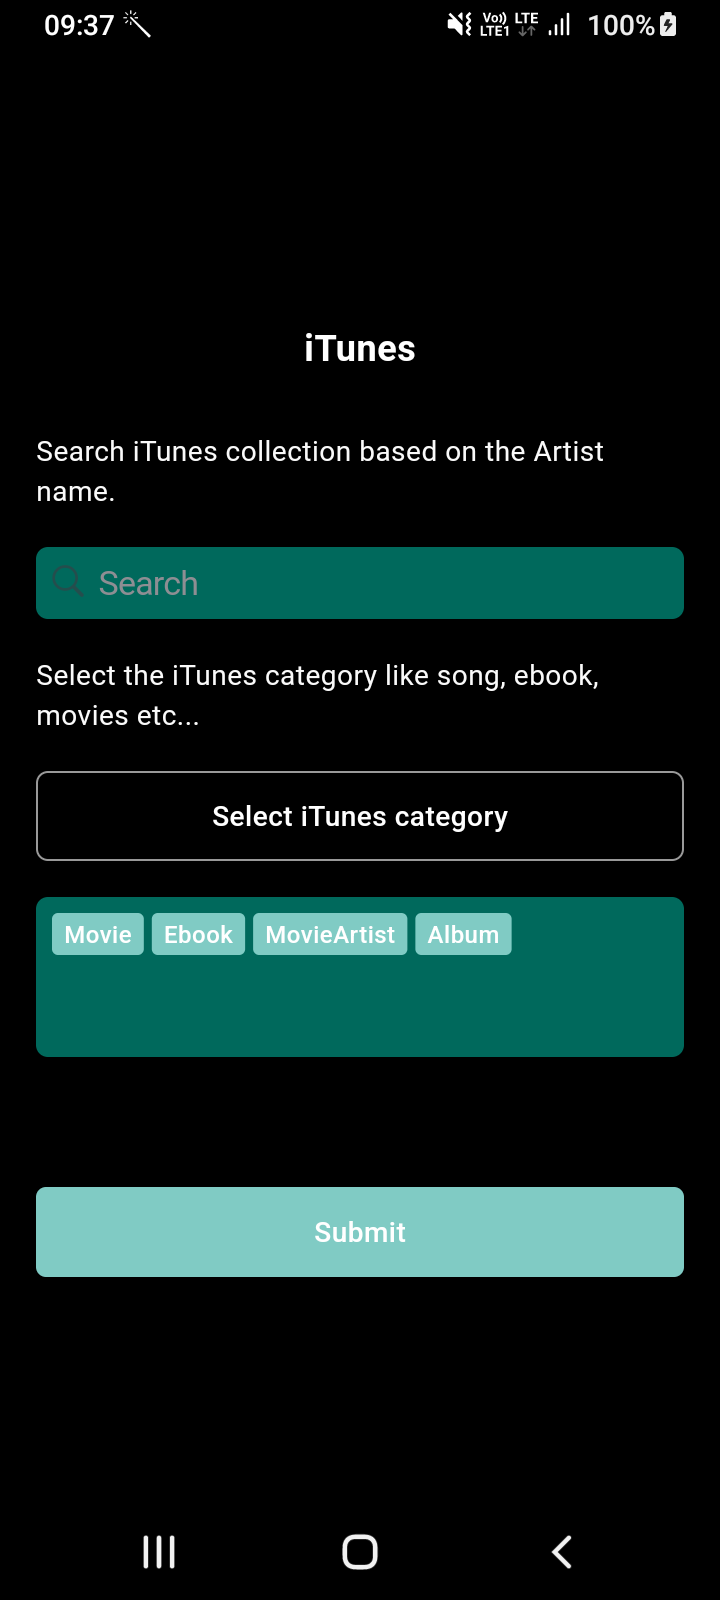 09:37 Vo)) LTE1 LTE 100%
iTunes
Search iTunes collection based on the Artist
name.
Search
Select the iTunes category like song, ebook,
movies etc...
Select iTunes category
Movie Ebook MovieArtist Album
Submit